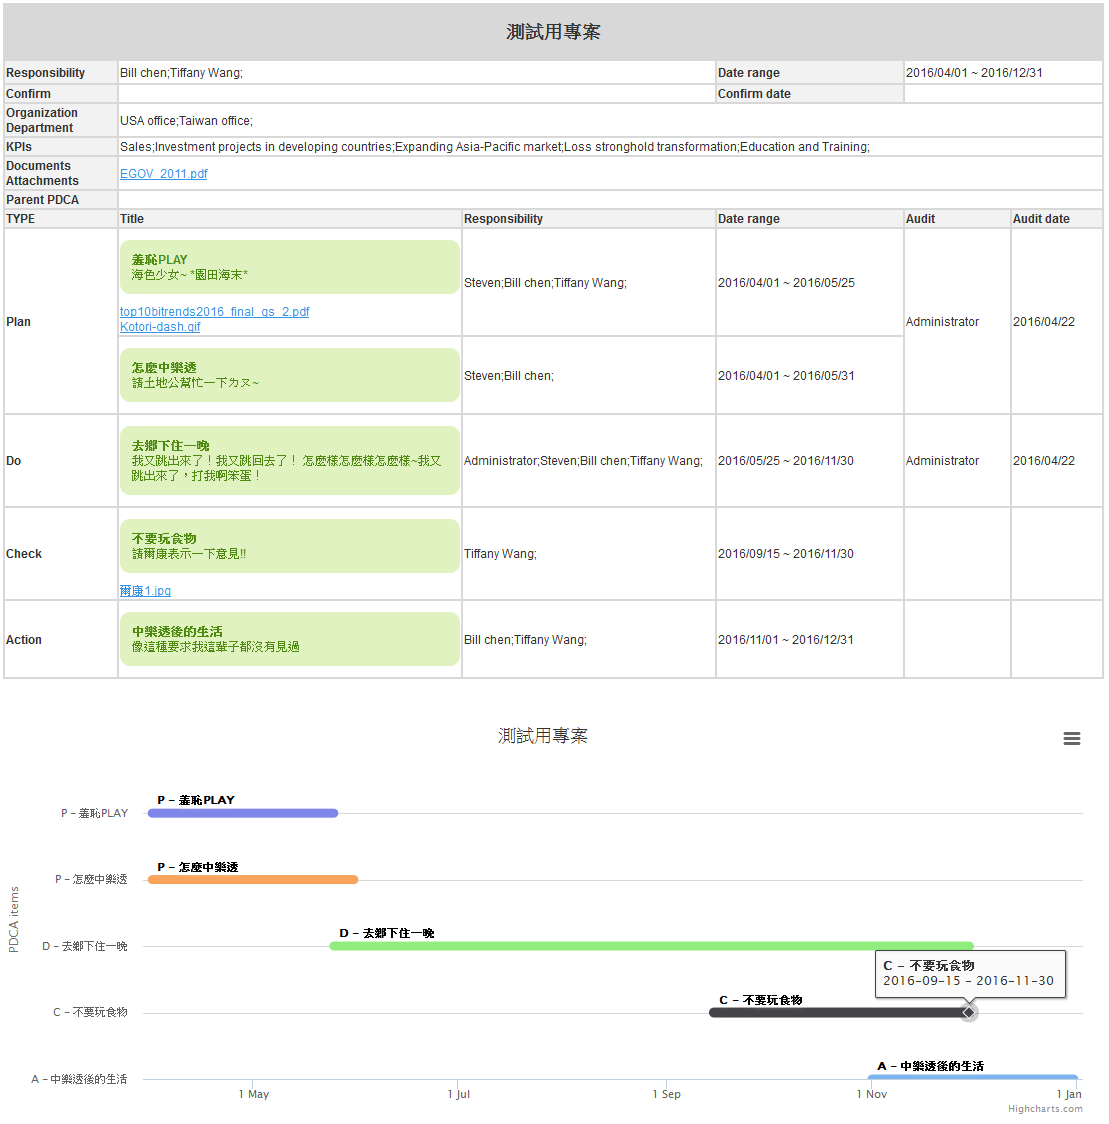 測試用專案
Responsibility Bill chen;Tiffany Wang; Date range 2016/04/01 ~ 2016/12/31
Confirm Confirm date
Organization
Department USA office;Taiwan office;
KPIs Sales;Investment projects in developing countries;Expanding Asia-Pacific market;Loss stronghold transformation;Education and Training;
Documents
Attachments EGOV_2011.pdf
Parent PDCA
TYPE Title Responsibility Date range Audit Audit date
Plan
羞恥PLAY
海色少女~ *園田海末*
top10bitrends2016_final_gs_2.pdf
Kotori-dash.gif
Steven;Bill chen;Tiffany Wang; 2016/04/01 ~ 2016/05/25
Administrator 2016/04/22
怎麼中樂透
請土地公幫忙一下ㄌㄡ~
Steven;Bill chen; 2016/04/01 ~ 2016/05/31
Do
去鄉下住一晚
我又跳出來了！我又跳回去了！ 怎麼樣怎麼樣怎麼樣~我又
跳出來了，打我啊笨蛋！
Administrator;Steven;Bill chen;Tiffany Wang; 2016/05/25 ~ 2016/11/30 Administrator 2016/04/22
Check
不要玩食物
請爾康表示一下意見!!
爾康1.jpg
Tiffany Wang; 2016/09/15 ~ 2016/11/30
Action
中樂透後的生活
像這種要求我這輩子都沒有見過
Bill chen;Tiffany Wang; 2016/11/01 ~ 2016/12/31
測試用專案
PDCA items
P - 羞恥PLAY
P - 羞恥PLAY
P - 怎麼中樂透
P - 怎麼中樂透
D - 去鄉下住一晚
D - 去鄉下住一晚
C - 不要玩食物
2016-09-15 - 2016-11-30
C - 不要玩食物
C - 不要玩食物
A - 中樂透後的生活
A - 中樂透後的生活
1 May 1 Jul 1 Sep 1 Nov 1 Jan
Highcharts.com